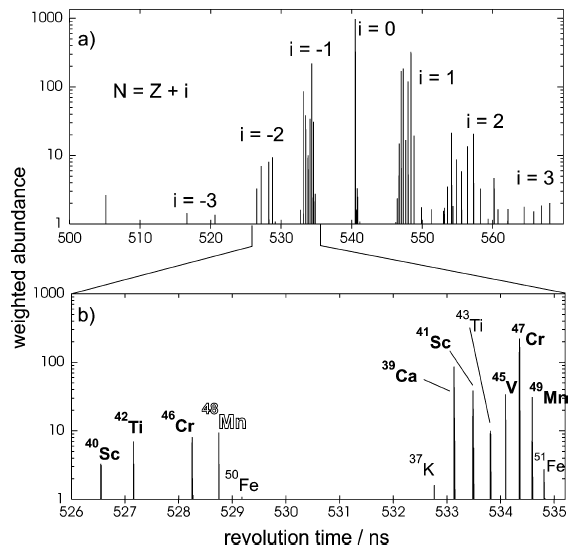 1000
a)
i = 0
i = -1
100
N = Z + i
i = 1
i = -2
i = 2
10
i = -3
i = 3
1
500 510 520 530 540 550 560
weighted abundance
1000
b)
⁴⁷Cr
⁴³Ti
⁴¹Sc
100
³⁹Ca
⁴⁵V
⁴⁹Mn
⁴⁸Mn
⁴⁶Cr
⁴²Ti
10
⁴⁰Sc
³⁷K
⁵¹Fe
⁵⁰Fe
1
526 527 528 529 530 531 532 533 534 535
revolution time / ns